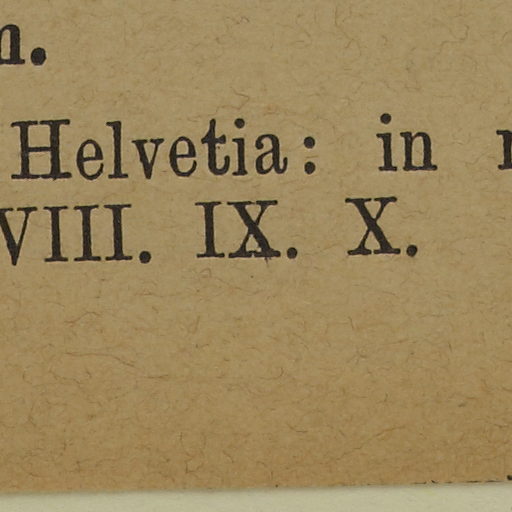 Helvetia: in
VIII. IX. X.